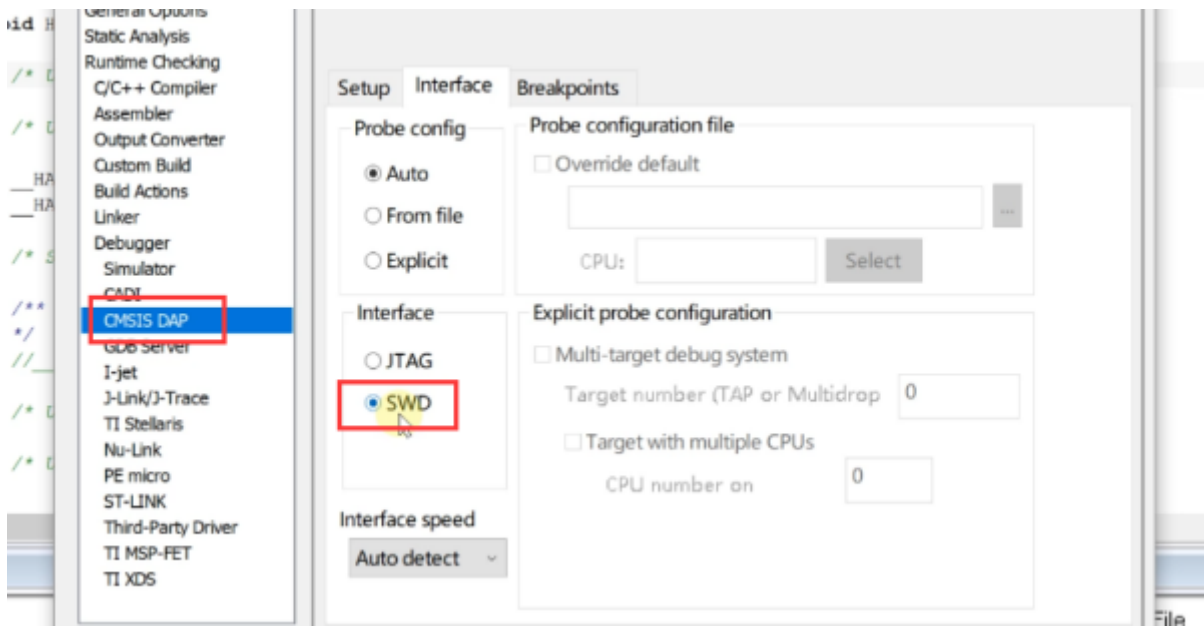 General Options
Static Analysis
Runtime Checking
C/C++ Compiler
Assembler
Output Converter
Custom Build
Build Actions
Linker
Debugger
Simulator
CADI
CMSIS DAP
GDB Server
I-jet
J-Link/J-Trace
TI Stellaris
Nu-Link
PE micro
ST-LINK
Third-Party Driver
TI MSP-FET
TI XDS
Setup Interface Breakpoints
Probe config
Auto
From file
Explicit
Probe configuration file
Override default
...
CPU: Select
Interface
JTAG
SWD
Explicit probe configuration
Multi-target debug system
Target number (TAP or Multidrop 0
Target with multiple CPUs
CPU number on 0
Interface speed
Auto detect
/*
/*
__HA
__HA
/*
/**
*/
//
/*
/*
File